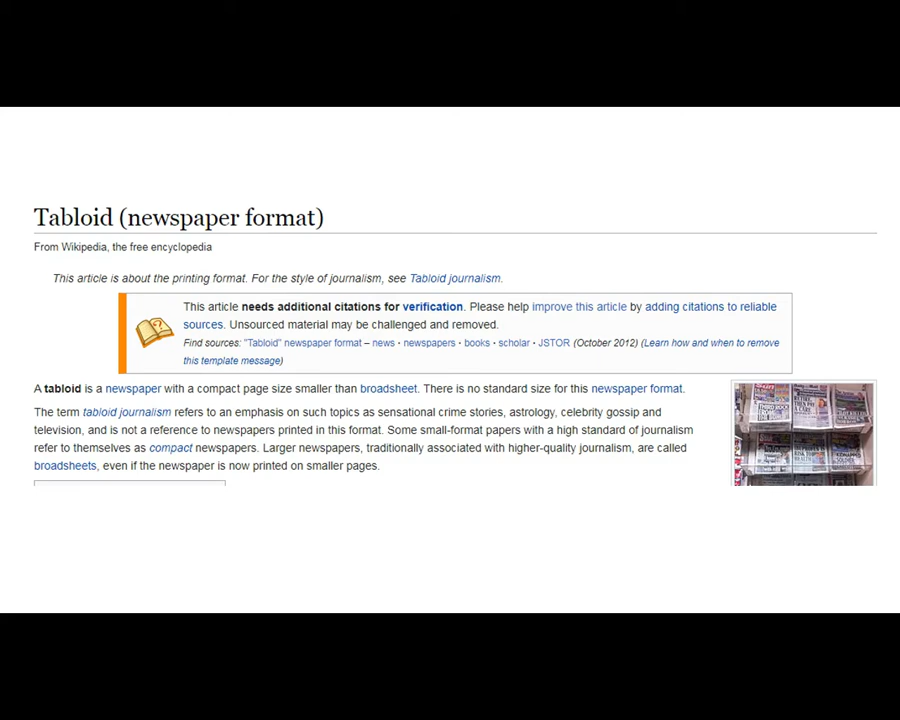 Tabloid (newspaper format)
From Wikipedia, the free encyclopedia
This article is about the printing format. For the style of journalism, see Tabloid journalism.
This article needs additional citations for verification. Please help improve this article by adding citations to reliable
sources. Unsourced material may be challenged and removed.
Find sources: "Tabloid" newspaper format – news · newspapers · books · scholar · JSTOR (October 2012) (Learn how and when to remove
this template message)
A tabloid is a newspaper with a compact page size smaller than broadsheet. There is no standard size for this newspaper format.
The term tabloid journalism refers to an emphasis on such topics as sensational crime stories, astrology, celebrity gossip and
television, and is not a reference to newspapers printed in this format. Some small-format papers with a high standard of journalism
refer to themselves as compact newspapers. Larger newspapers, traditionally associated with higher-quality journalism, are called
broadsheets, even if the newspaper is now printed on smaller pages.